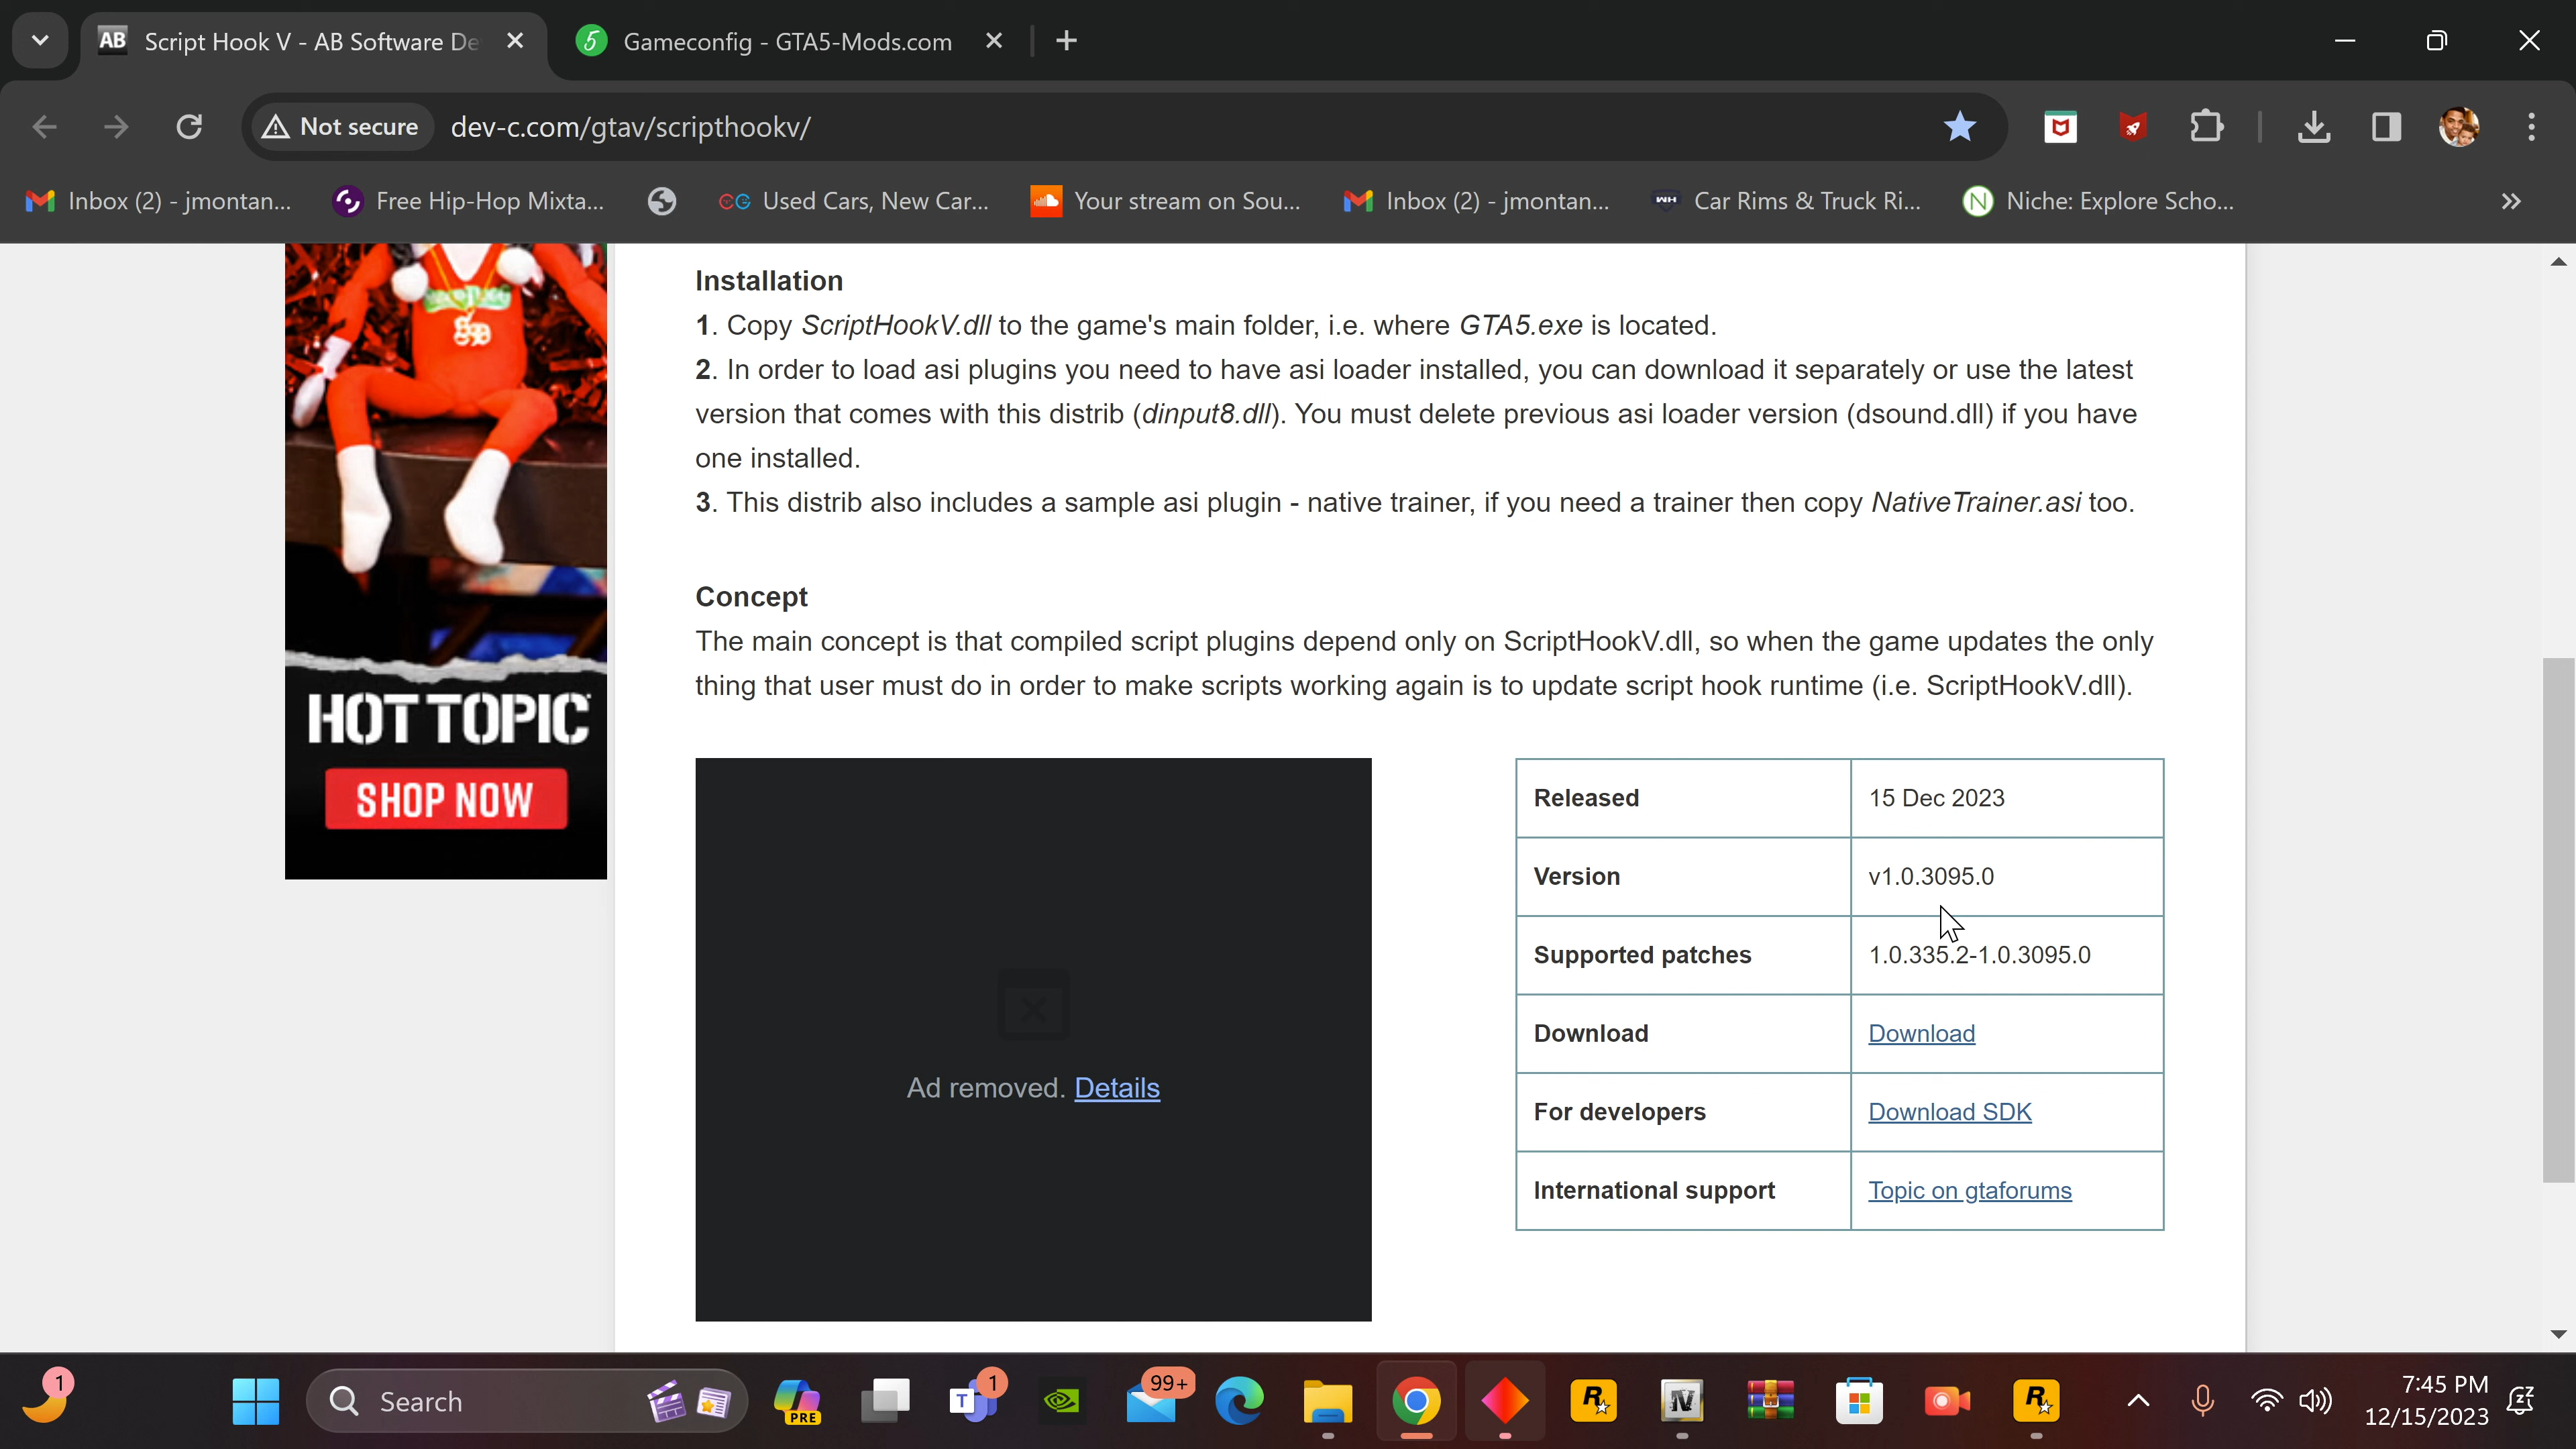 AB Script Hook V - AB Software De
5 Gameconfig - GTA5-Mods.com
Not secure dev-c.com/gtav/scripthookv/
Inbox (2) - jmontan... Free Hip-Hop Mixta... CG Used Cars, New Car... Your stream on Sou... Inbox (2) - jmontan... Car Rims & Truck Ri... N Niche: Explore Scho...
HOT TOPIC
SHOP NOW
Installation
1. Copy ScriptHookV.dll to the game's main folder, i.e. where GTA5.exe is located.
2. In order to load asi plugins you need to have asi loader installed, you can download it separately or use the latest
version that comes with this distrib (dinput8.dll). You must delete previous asi loader version (dsound.dll) if you have
one installed.
3. This distrib also includes a sample asi plugin - native trainer, if you need a trainer then copy NativeTrainer.asi too.
Concept
The main concept is that compiled script plugins depend only on ScriptHookV.dll, so when the game updates the only
thing that user must do in order to make scripts working again is to update script hook runtime (i.e. ScriptHookV.dll).
Ad removed. Details
Released 15 Dec 2023
Version v1.0.3095.0
Supported patches 1.0.335.2-1.0.3095.0
Download Download
For developers Download SDK
International support Topic on gtaforums
1
Search
PRE
T 1
99+
R
IV
R
7:45 PM
12/15/2023